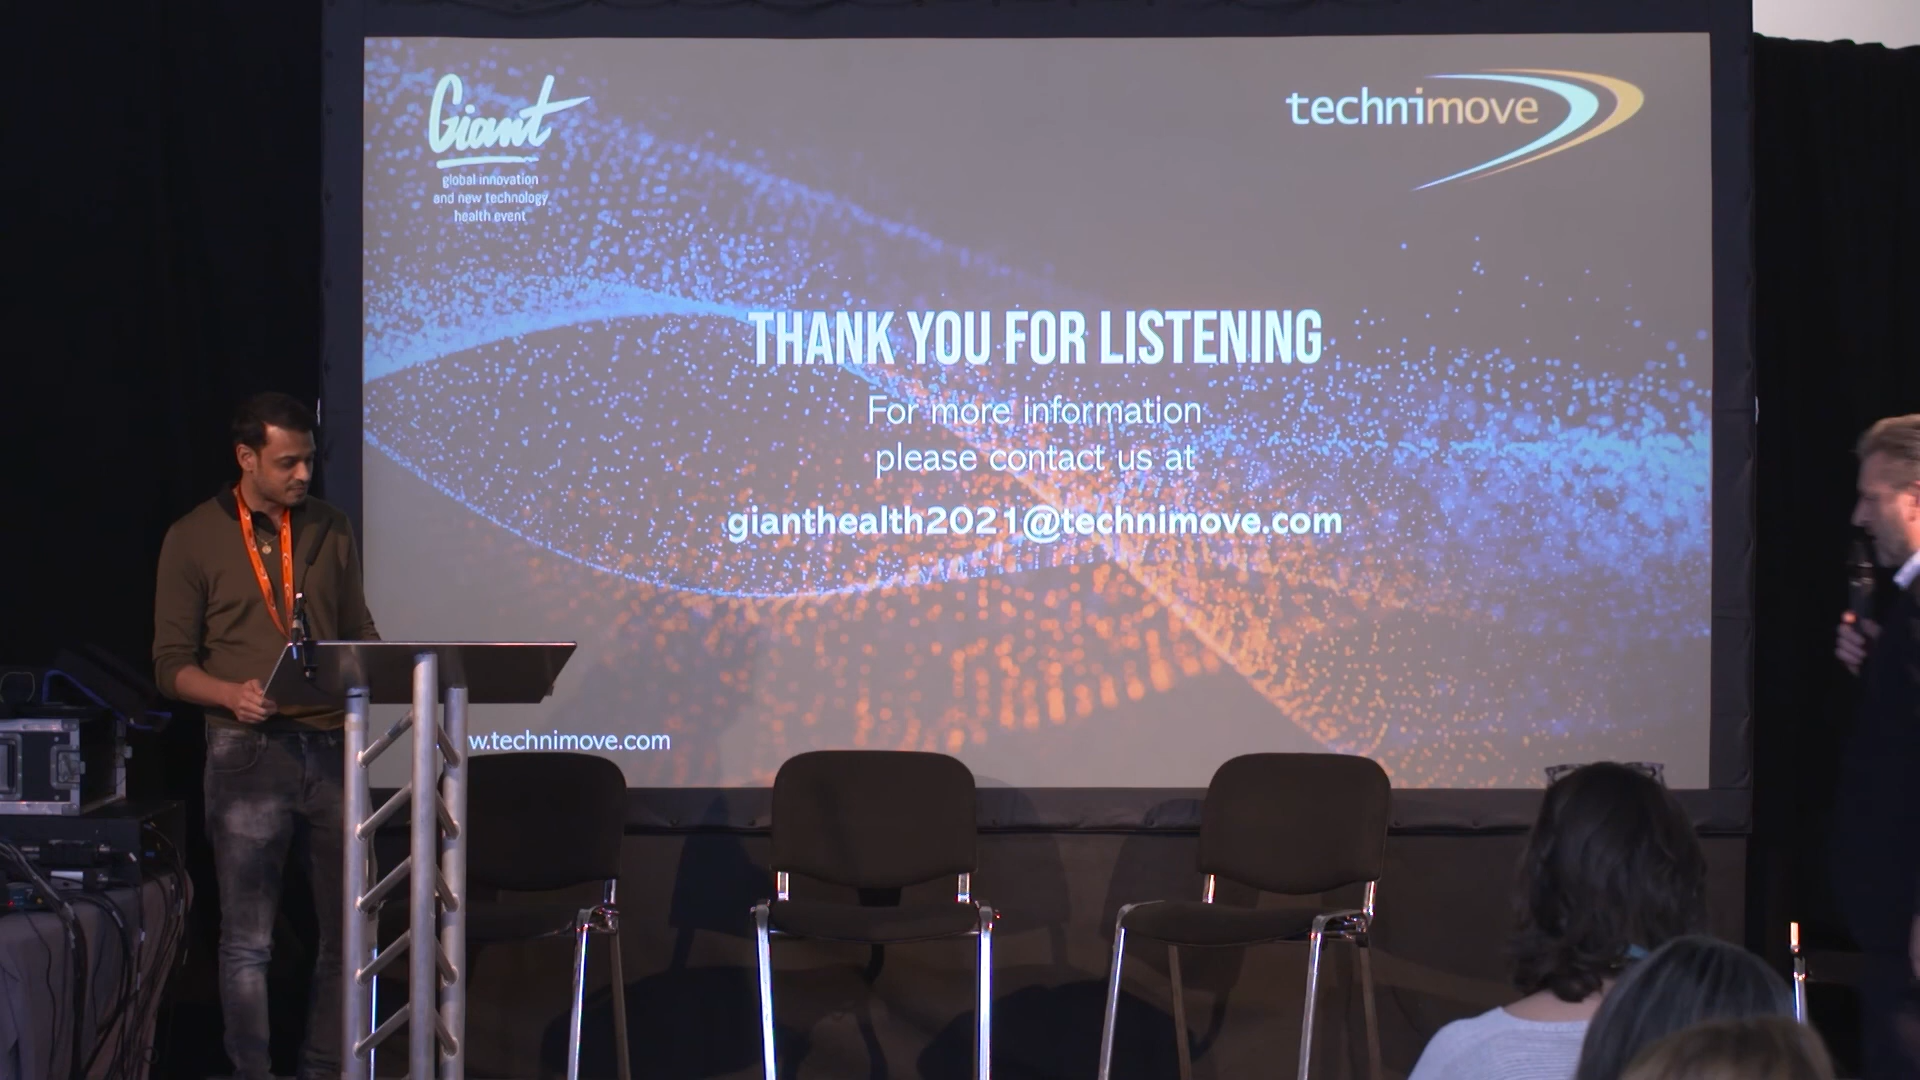 Giant
global innovation
and new technology
health event
technimove
THANK YOU FOR LISTENING
For more information
please contact us at
gianthealth2021@technimove.com
w.technimove.com